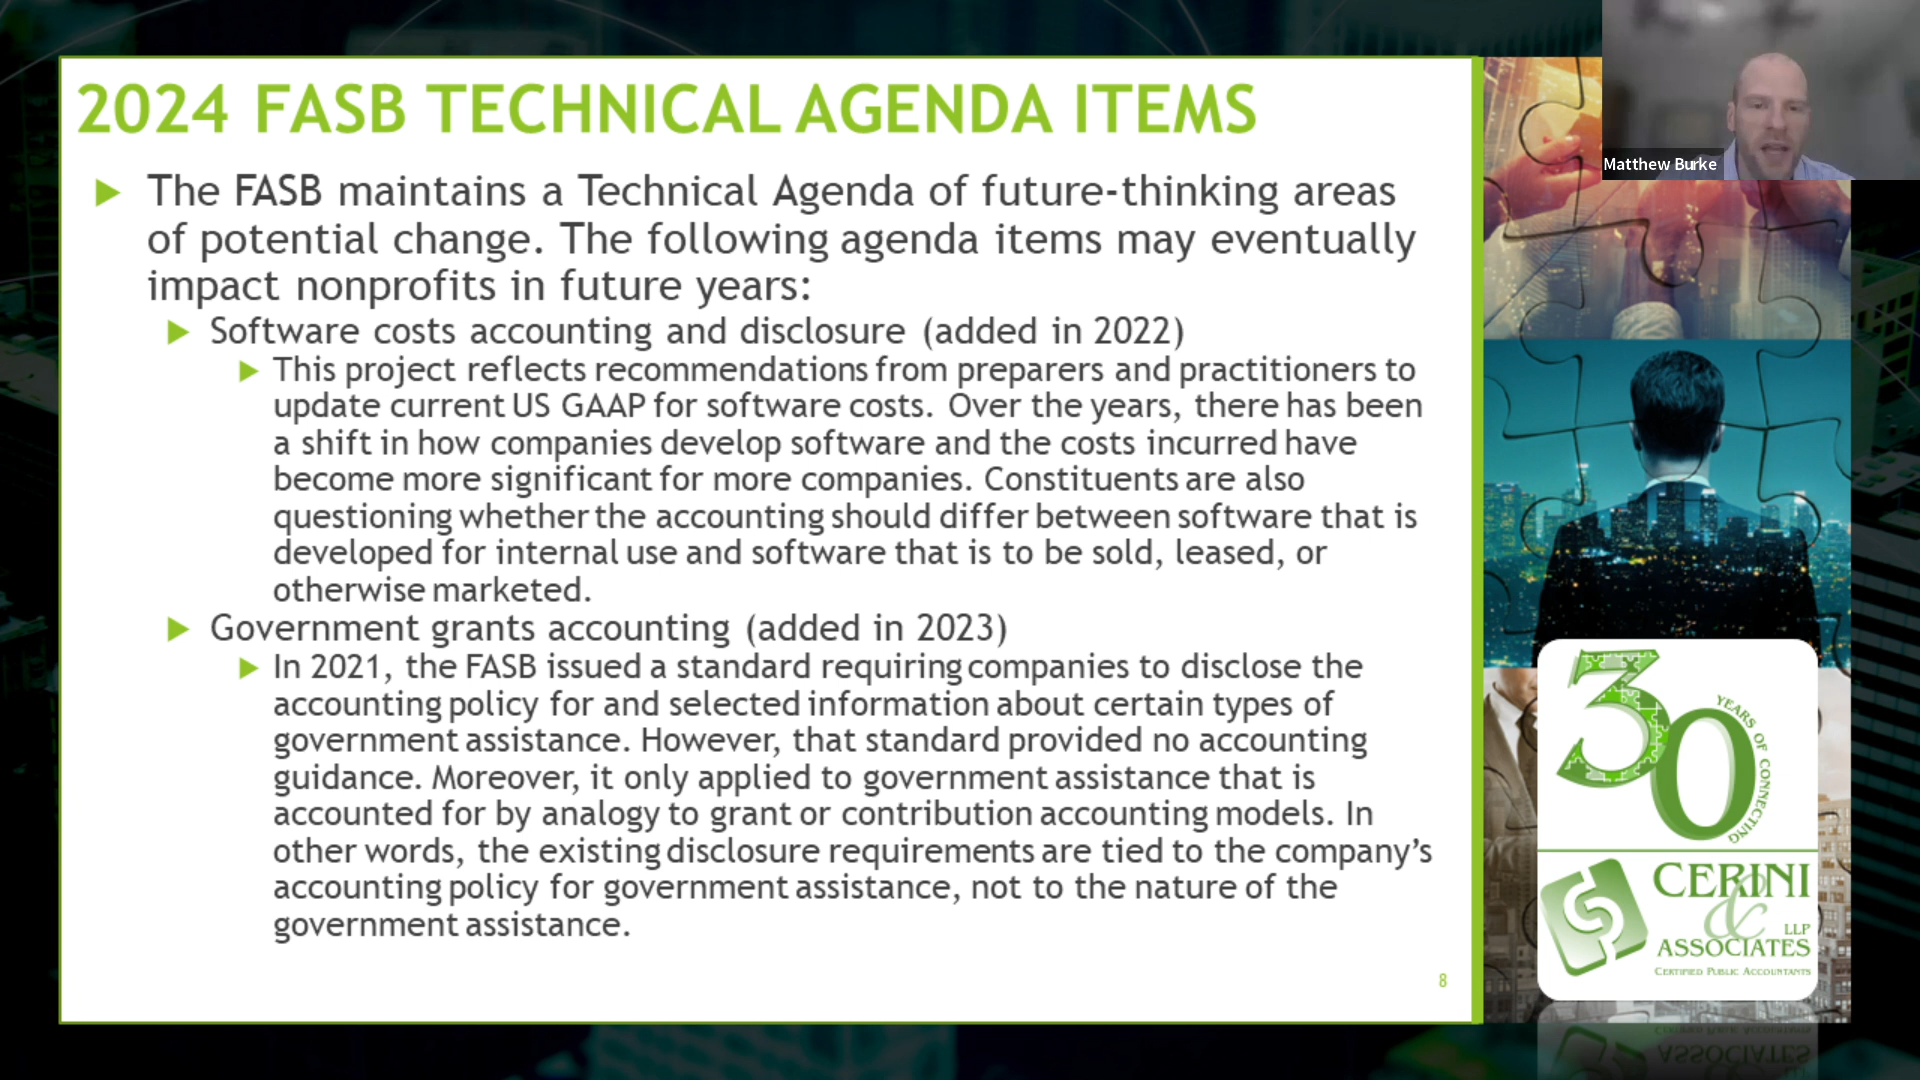 2024 FASB TECHNICAL AGENDA ITEMS
The FASB maintains a Technical Agenda of future-thinking areas
of potential change. The following agenda items may eventually
impact nonprofits in future years:
Software costs accounting and disclosure (added in 2022)
This project reflects recommendations from preparers and practitioners to
update current US GAAP for software costs. Over the years, there has been
a shift in how companies develop software and the costs incurred have
become more significant for more companies. Constituents are also
questioning whether the accounting should differ between software that is
developed for internal use and software that is to be sold, leased, or
otherwise marketed.
Government grants accounting (added in 2023)
In 2021, the FASB issued a standard requiring companies to disclose the
accounting policy for and selected information about certain types of
government assistance. However, that standard provided no accounting
guidance. Moreover, it only applied to government assistance that is
accounted for by analogy to grant or contribution accounting models. In
other words, the existing disclosure requirements are tied to the company’s
accounting policy for government assistance, not to the nature of the
government assistance.
8
Matthew Burke
30
YEARS OF CONNECTING
CERINI
&
LLP
ASSOCIATES
CERTIFIED PUBLIC ACCOUNTANTS